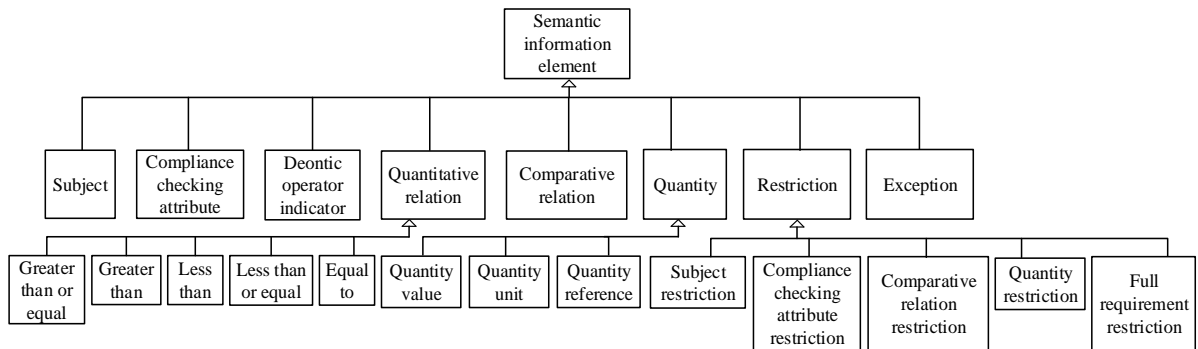 Semantic
information
element
Subject
Compliance
checking
attribute
Deontic
operator
indicator
Quantitative
relation
Comparative
relation
Quantity
Restriction
Exception
Greater
than or
equal
Greater
than
Less
than
Less than
or equal
Equal
to
Quantity
value
Quantity
unit
Quantity
reference
Subject
restriction
Compliance
checking
attribute
restriction
Comparative
relation
restriction
Quantity
restriction
Full
requirement
restriction